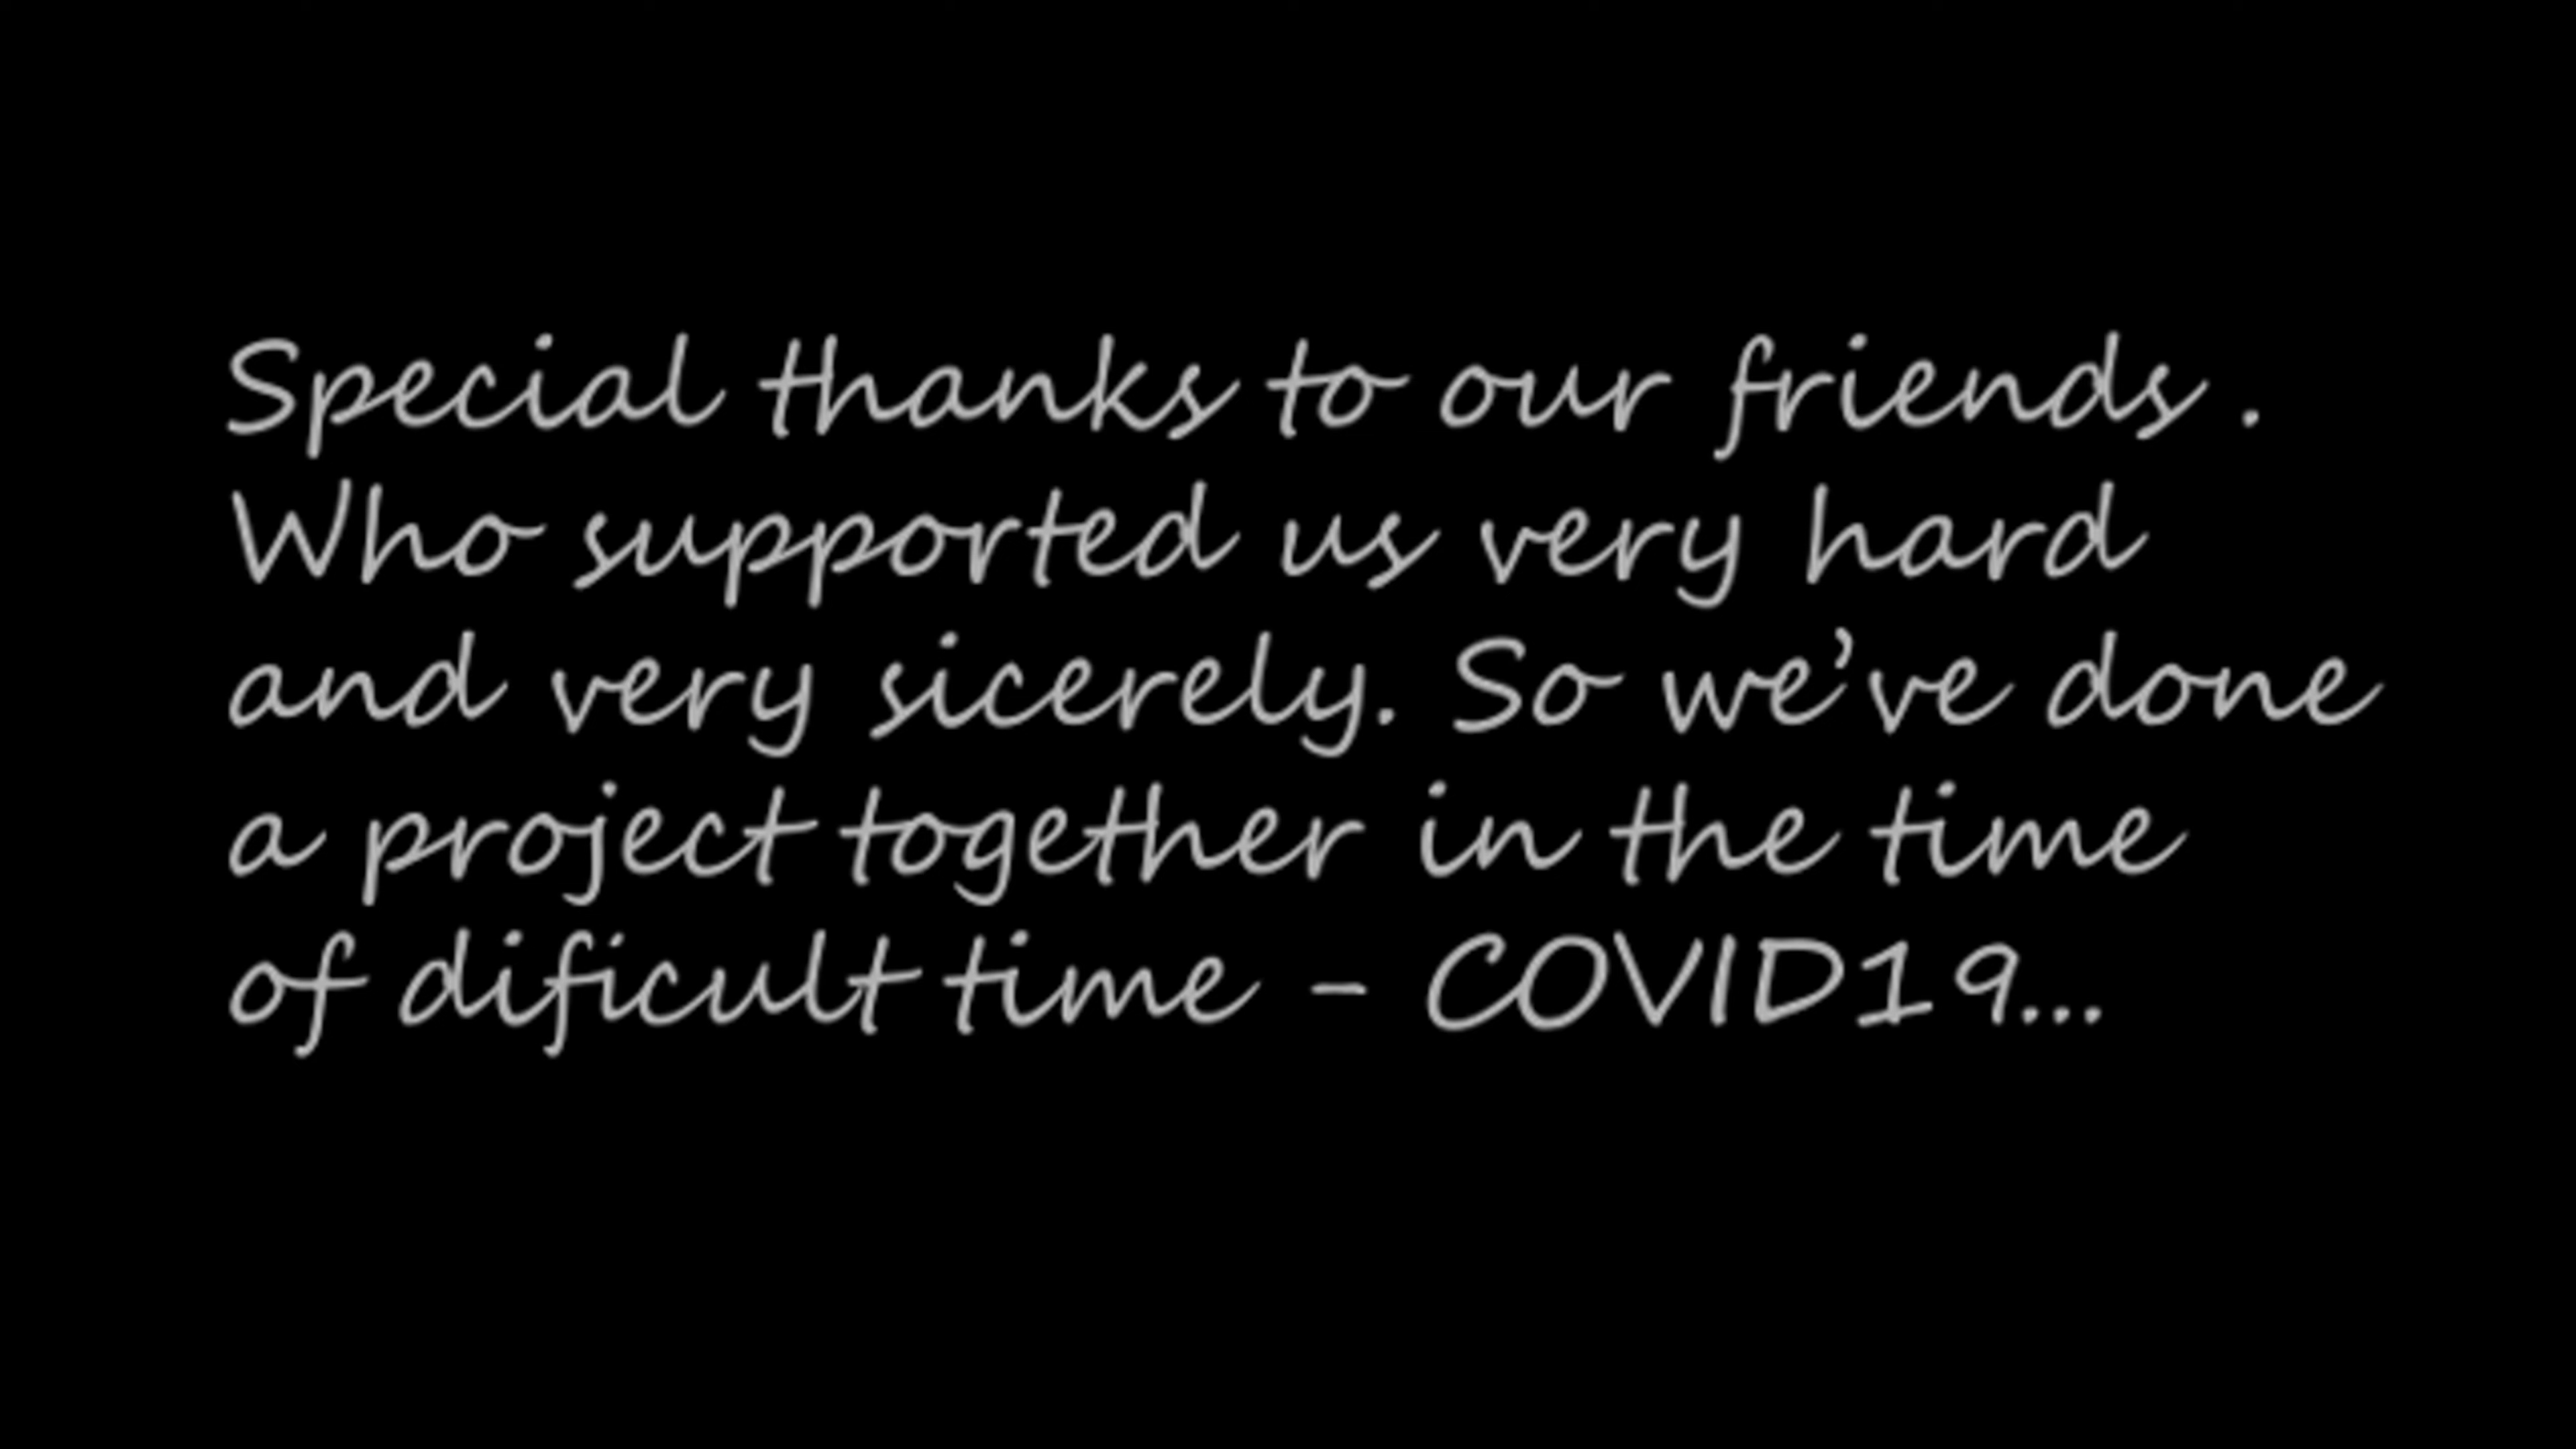 Special thanks to our friends .
Who supported us very hard
and very sicerely. So we've done
a project together in the time
of dificult time - COVID19...